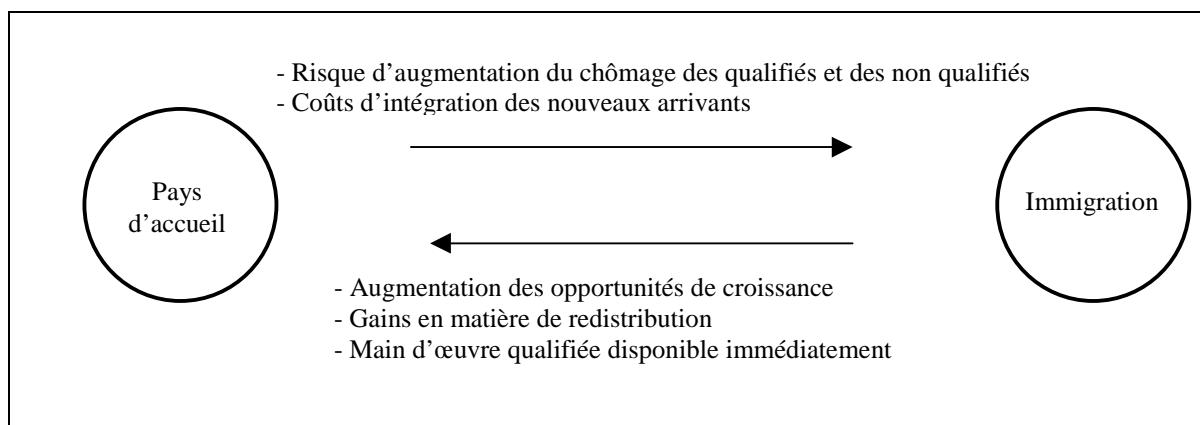 - Risque d'augmentation du chômage des qualifiés et des non qualifiés
- Coûts d'intégration des nouveaux arrivants
Pays
d'accueil
Immigration
- Augmentation des opportunités de croissance
- Gains en matière de redistribution
- Main d'œuvre qualifiée disponible immédiatement